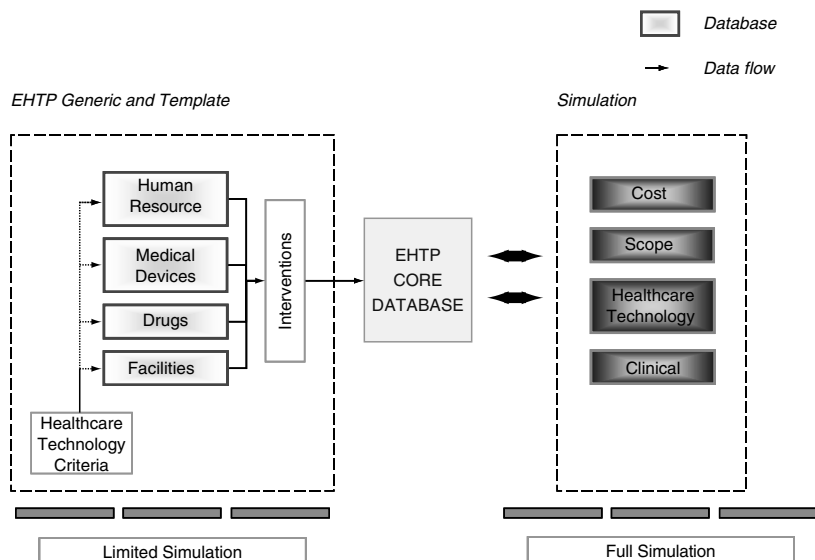 Database
Data flow
EHTP Generic and Template
Simulation
Human
Resource
Medical
Devices
Drugs
Facilities
Healthcare
Technology
Criteria
Interventions
EHTP
CORE
DATABASE
Cost
Scope
Healthcare
Technology
Clinical
Limited Simulation
Full Simulation